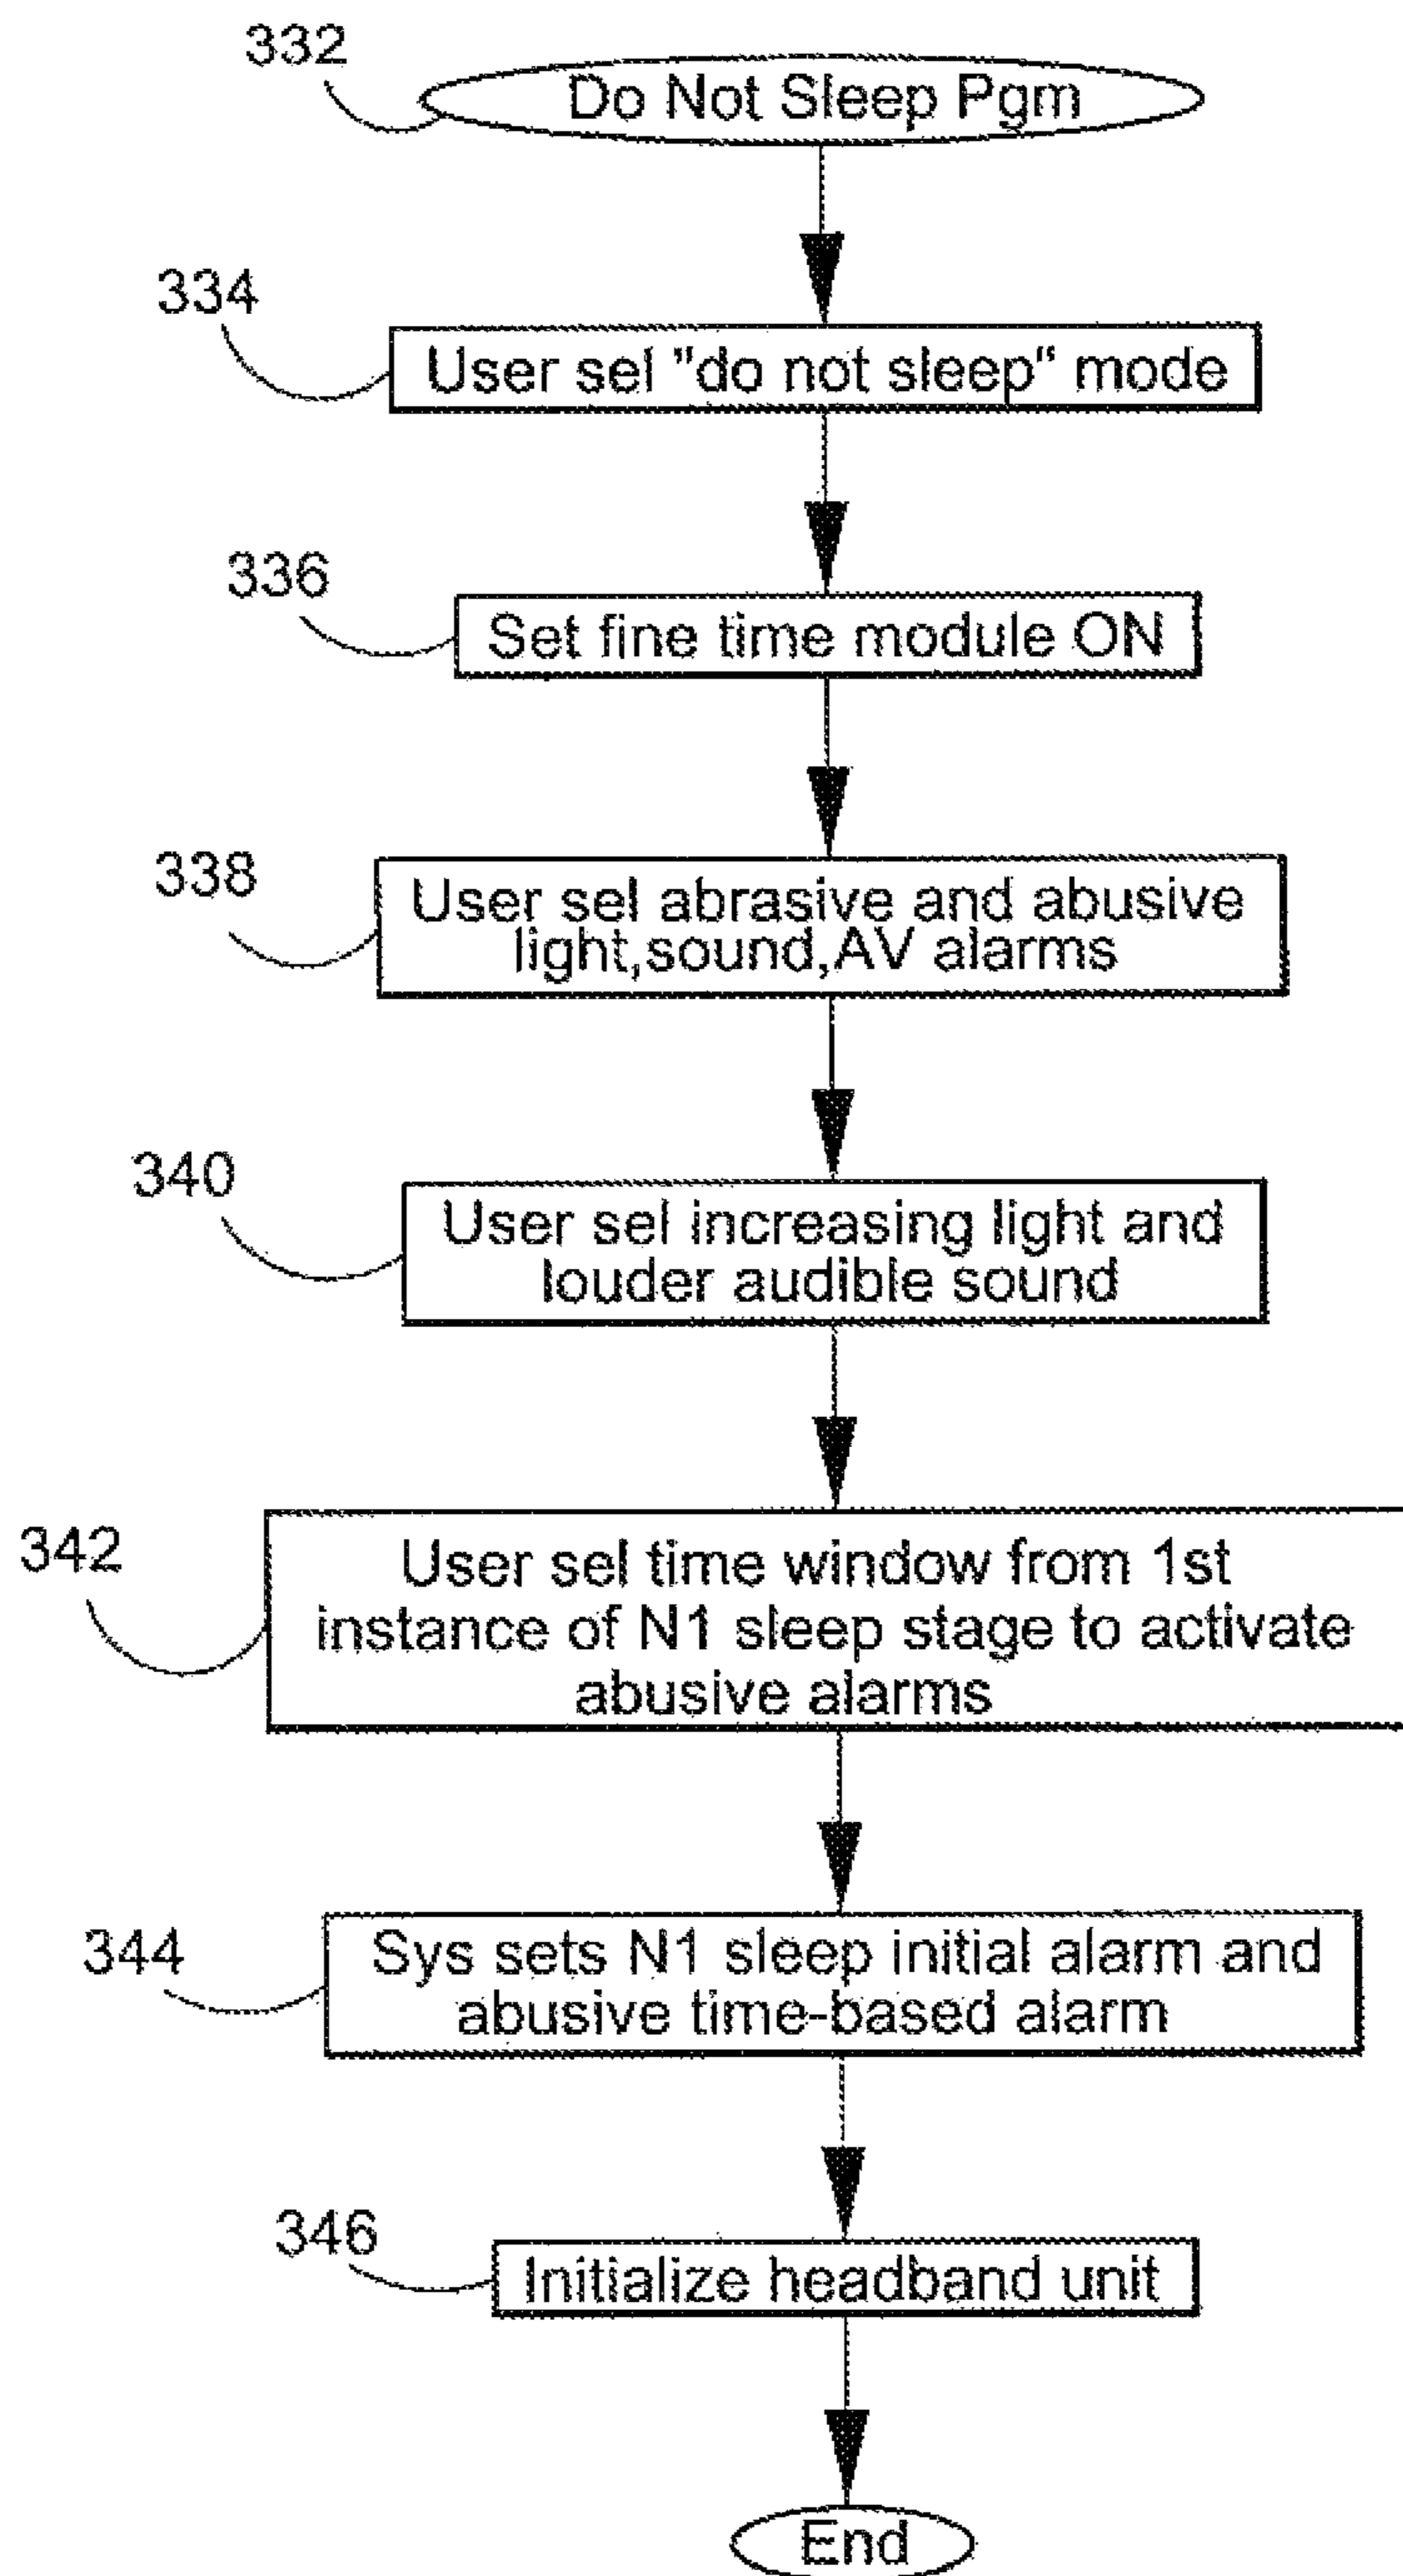 332
Do Not Sleep Pgm
334
User sel "do not sleep" mode
336
Set fine time module ON
338
User sel abrasive and abusive
light,sound,AV alarms
340
User sel increasing light and
louder audible sound
342
User sel time window from 1st
instance of N1 sleep stage to activate
abusive alarms
344
Sys sets N1 sleep initial alarm and
abusive time-based alarm
346
Initialize headband unit
End